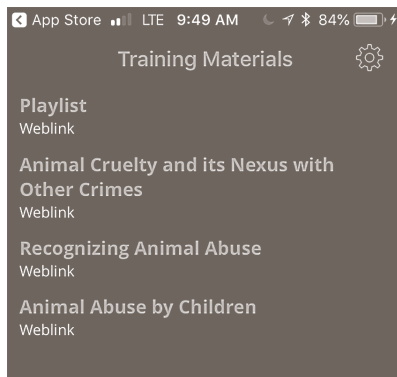 App Store LTE 9:49 AM 84%
Training Materials
Playlist
Weblink
Animal Cruelty and its Nexus with
Other Crimes
Weblink
Recognizing Animal Abuse
Weblink
Animal Abuse by Children
Weblink